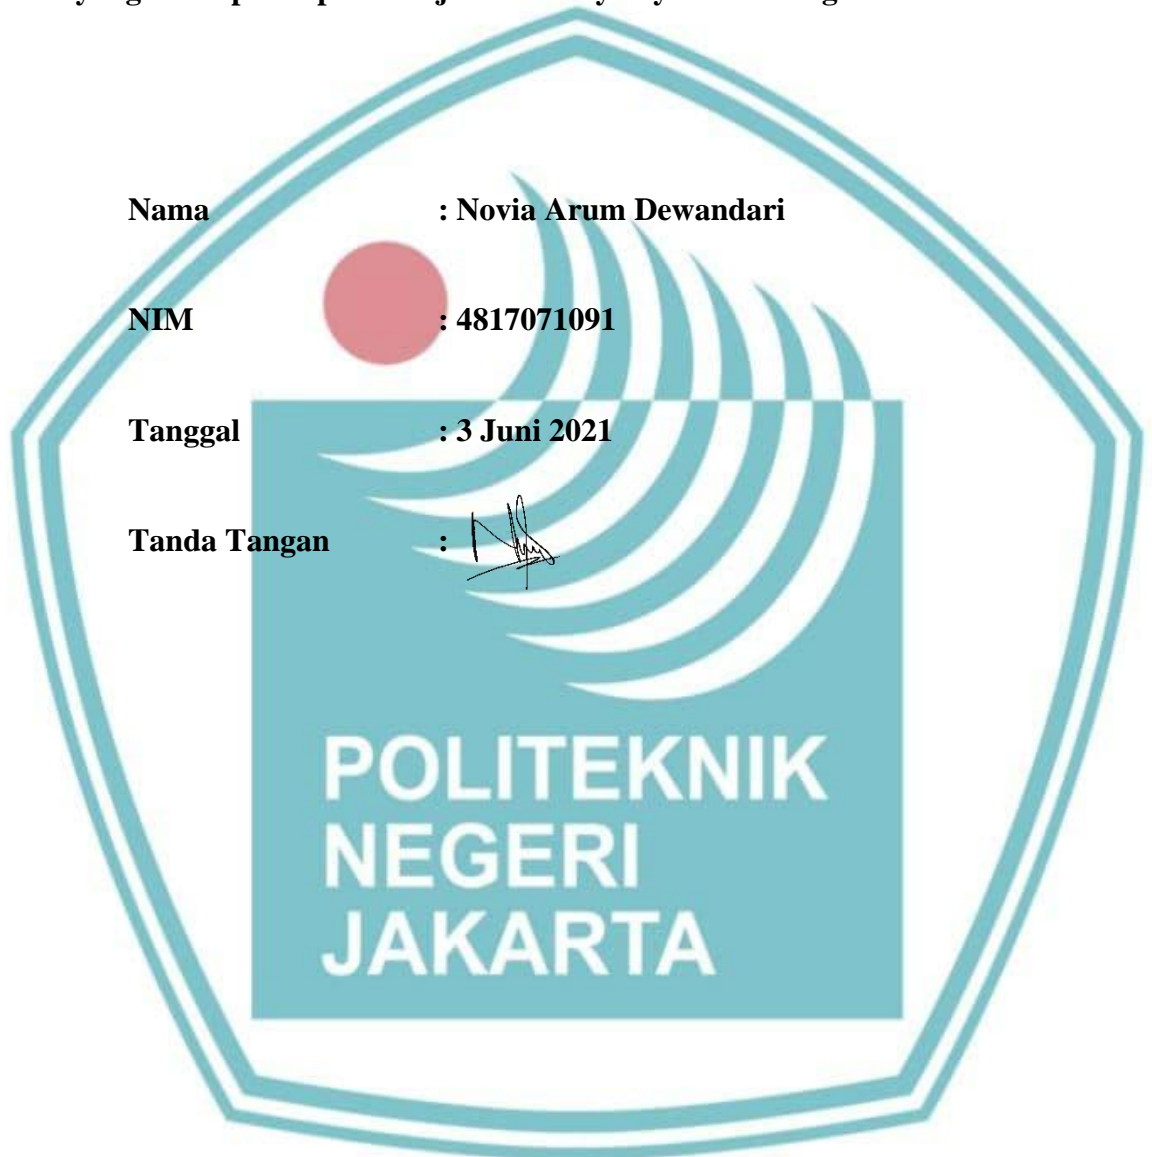 Nama : Novia Arum Dewandari
NIM : 4817071091
Tanggal : 3 Juni 2021
Tanda Tangan :
POLITEKNIK
NEGERI
JAKARTA